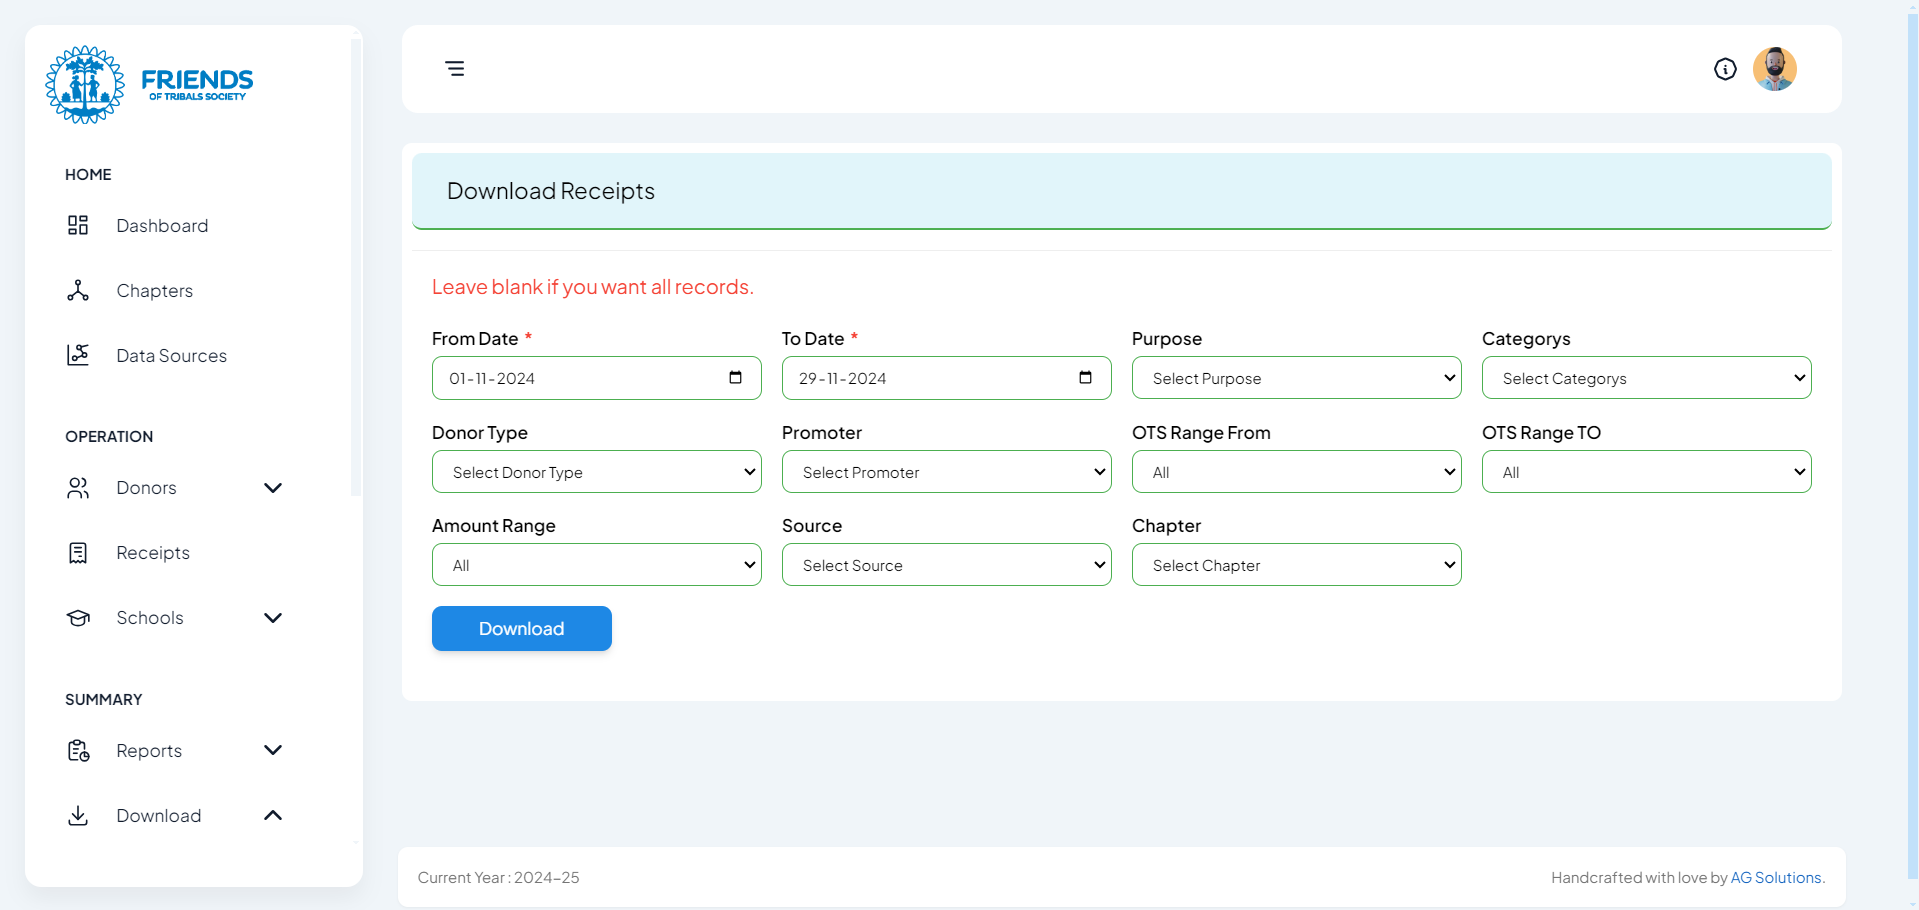 FRIENDS
OF TRIBALS SOCIETY
HOME
Dashboard
Chapters
Data Sources
OPERATION
Donors
Receipts
Schools
SUMMARY
Reports
Download
Download Receipts
Leave blank if you want all records.
From Date *
To Date *
Purpose
Categorys
01-11-2024
29-11-2024
Select Purpose
Select Categorys
Donor Type
Promoter
OTS Range From
OTS Range TO
Select Donor Type
Select Promoter
All
All
Amount Range
Source
Chapter
All
Select Source
Select Chapter
Download
Current Year : 2024-25
Handcrafted with love by AG Solutions.